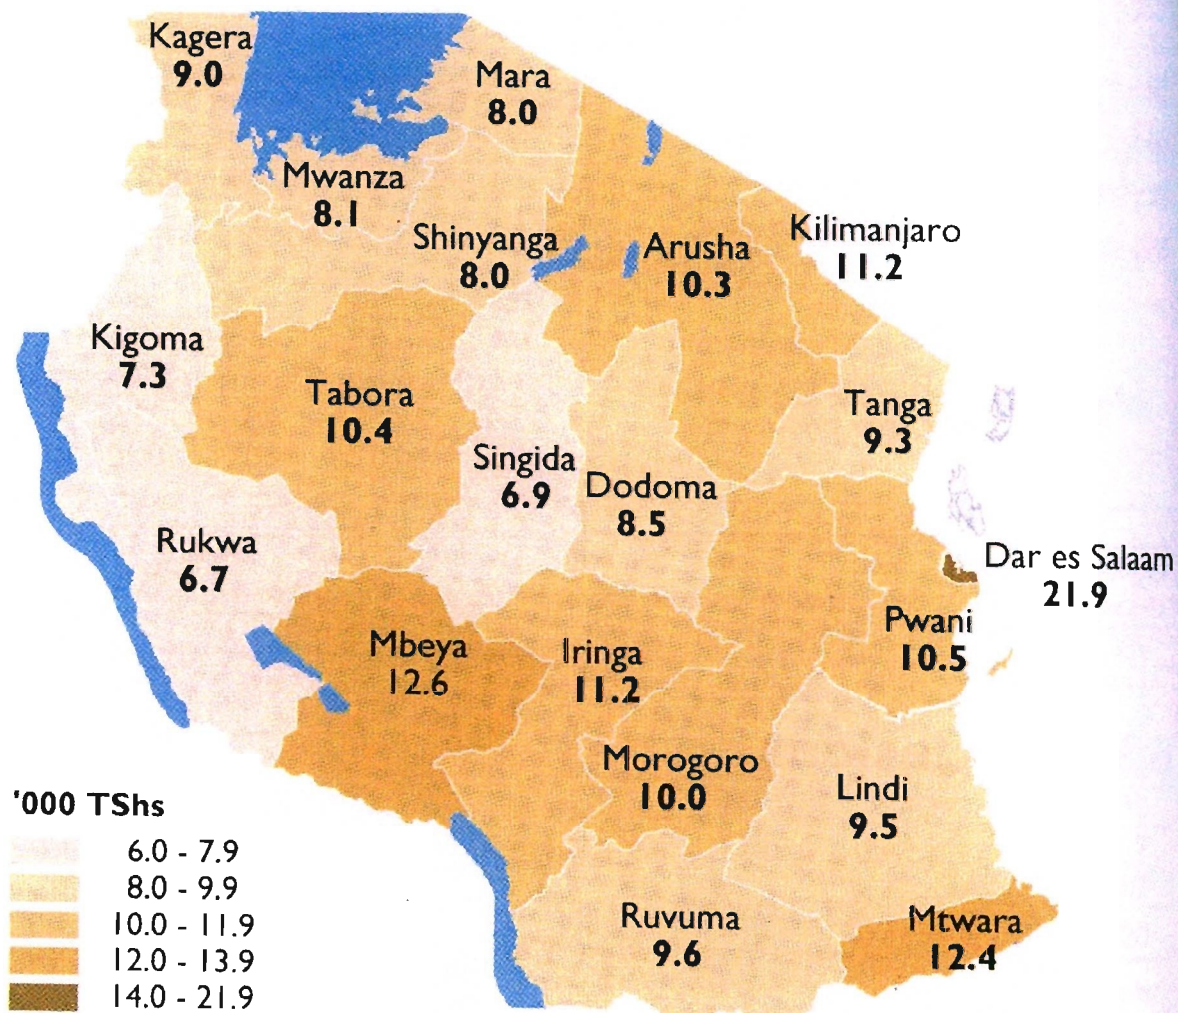 Kagera
9.0
Mara
8.0
Mwanza
8.1
Shinyanga
8.0
Arusha
10.3
Kilimanjaro
11.2
Kigoma
7.3
Tabora
10.4
Tanga
9.3
Singida
6.9
Dodoma
8.5
Rukwa
6.7
Dar es Salaam
21.9
Mbeya
12.6
Iringa
11.2
Pwani
10.5
Morogoro
10.0
Lindi
9.5
Ruvuma
9.6
Mtwara
12.4
'000 TShs
6.0 - 7.9
8.0 - 9.9
10.0 - 11.9
12.0 - 13.9
14.0 - 21.9